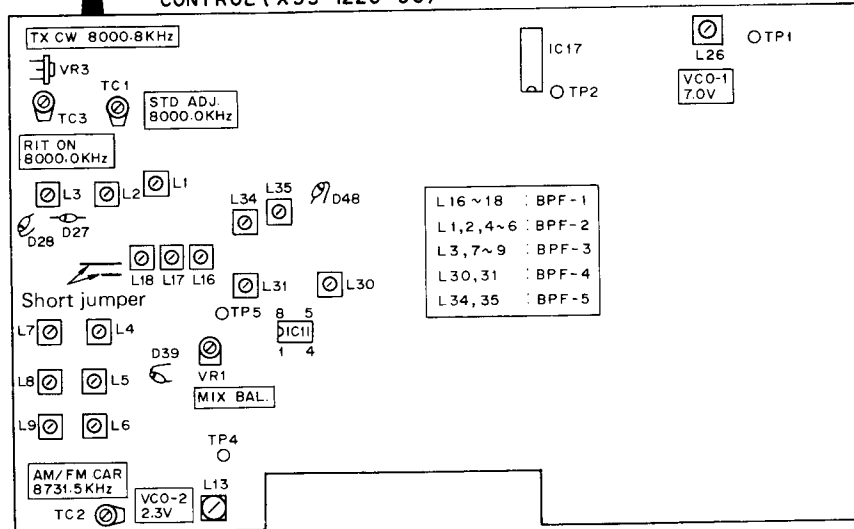 TX CW 8000.8KHz
VR3
TC1
TC3
STD ADJ.
8000.0KHz
RIT ON
8000.0KHz
IC17
TP2
L26
TP1
VCO-1
7.0V
L3
L2
L1
L34
L35
D48
D28
D27
L18
L17
L16
L31
L30
Short jumper
TP5
8
5
IC11
1
4
L7
L4
D39
VR1
MIX BAL.
L8
L5
L9
L6
TP4
AM/FM CAR
8731.5KHz
TC2
VCO-2
2.3V
L13
L16~18 : BPF-1
L1,2,4~6 : BPF-2
L3,7~9 : BPF-3
L30,31 : BPF-4
L34,35 : BPF-5